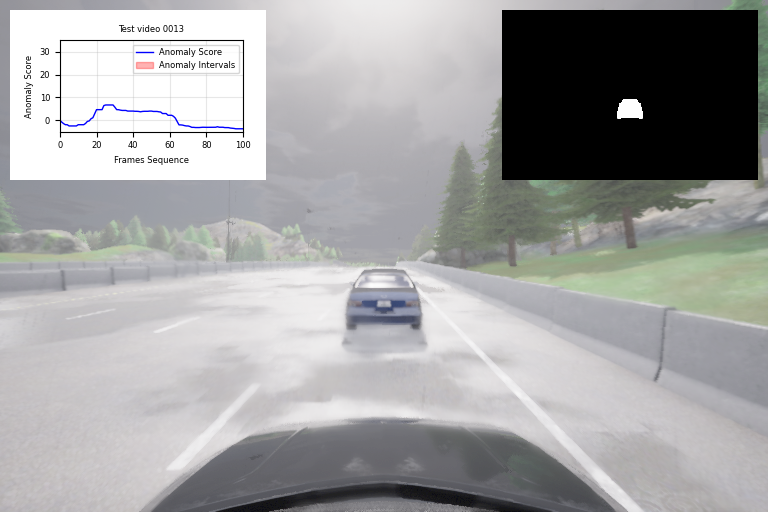 Test video 0013
Anomaly Score
Anomaly Intervals
Anomaly Score
30
20
10
0
0 20 40 60 80 100
Frames Sequence